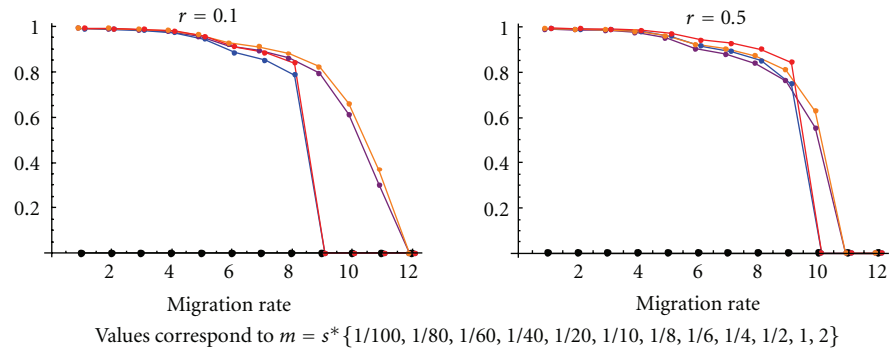 r = 0.1
1
0.8
0.6
0.4
0.2
2 4 6 8 10 12
Migration rate
r = 0.5
1
0.8
0.6
0.4
0.2
2 4 6 8 10 12
Migration rate
Values correspond to m = s* {1/100, 1/80, 1/60, 1/40, 1/20, 1/10, 1/8, 1/6, 1/4, 1/2, 1, 2}